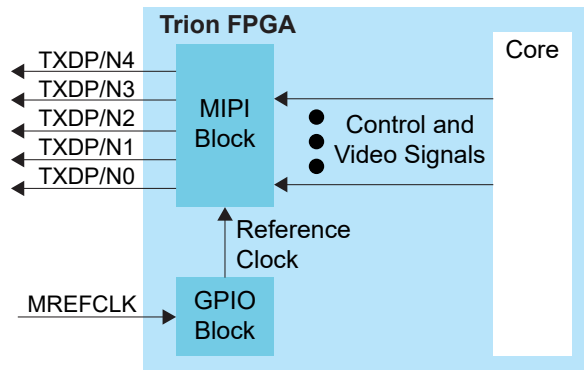 Trion FPGA
Core
TXDP/N4
TXDP/N3
TXDP/N2
TXDP/N1
TXDP/N0
MIPI
Block
Control and
Video Signals
Reference
Clock
MREFCLK
GPIO
Block